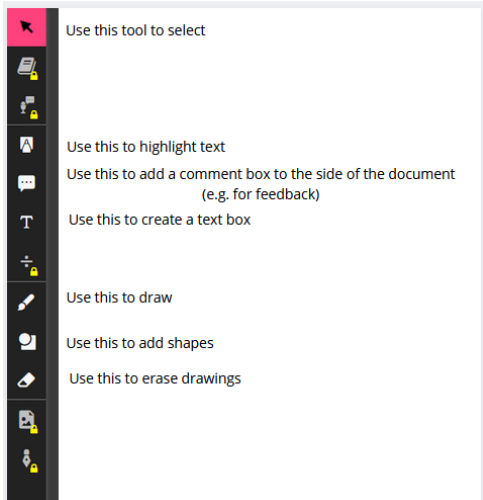 Use this tool to select
Use this to highlight text
Use this to add a comment box to the side of the document
(e.g. for feedback)
Use this to create a text box
Use this to draw
Use this to add shapes
Use this to erase drawings